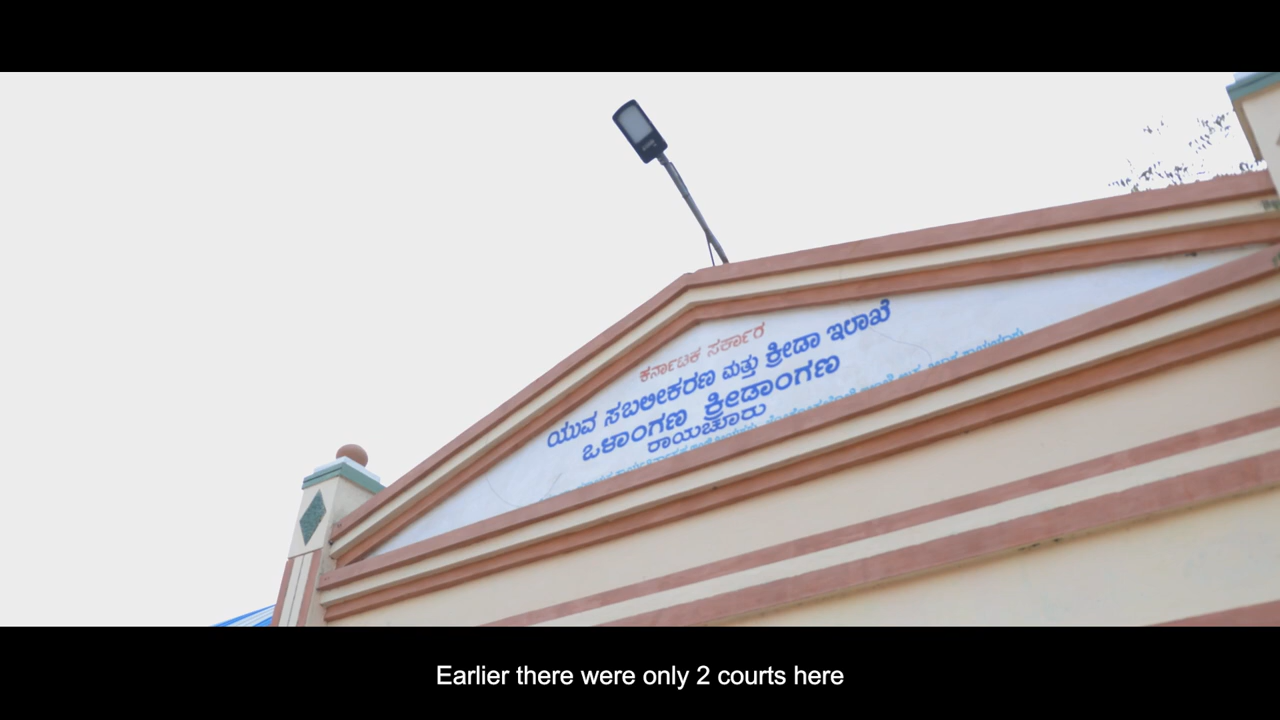 ಕರ್ನಾಟಕ ಸರ್ಕಾರ
ಯುವ ಸಬಲೀಕರಣ ಮತ್ತು ಕ್ರೀಡಾ ಇಲಾಖೆ
ಒಳಾಂಗಣ ಕ್ರೀಡಾಂಗಣ
ರಾಯಚೂರು
Earlier there were only 2 courts here